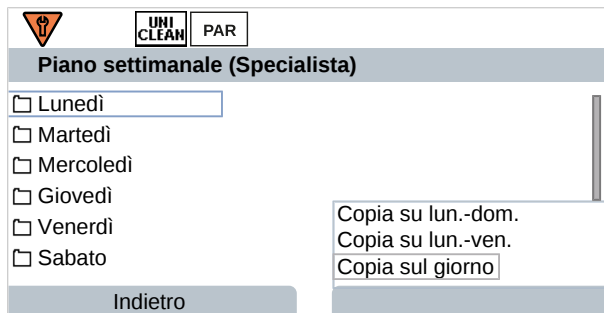 UNI
CLEAN
PAR
Piano settimanale (Specialista)
Lunedì
Martedì
Mercoledì
Giovedì
Venerdì
Sabato
Copia su lun.-dom.
Copia su lun.-ven.
Copia sul giorno
Indietro